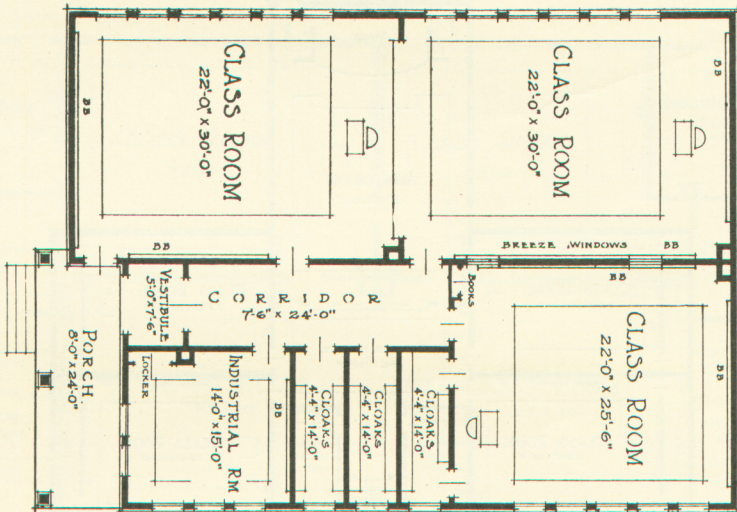 CLASS ROOM
22'-0" x 30'-0"
BB
CLASS ROOM
22'-0" x 30'-0"
BB
BREEZE WINDOWS
BB
BB
BB
VESTIBULE
5'-0" x 7'-6"
CORRIDOR
7'-6" x 24'-0"
BOOKS
CLASS ROOM
22'-0" x 25'-6"
BB
PORCH.
8'-0" x 24'-0"
LOCKER
INDUSTRIAL RM
14'-0" x 15'-0"
BB
CLOAKS
4'-4" x 14'-0"
CLOAKS
4'-4" x 14'-0"
CLOAKS
4'-4" x 14'-0"